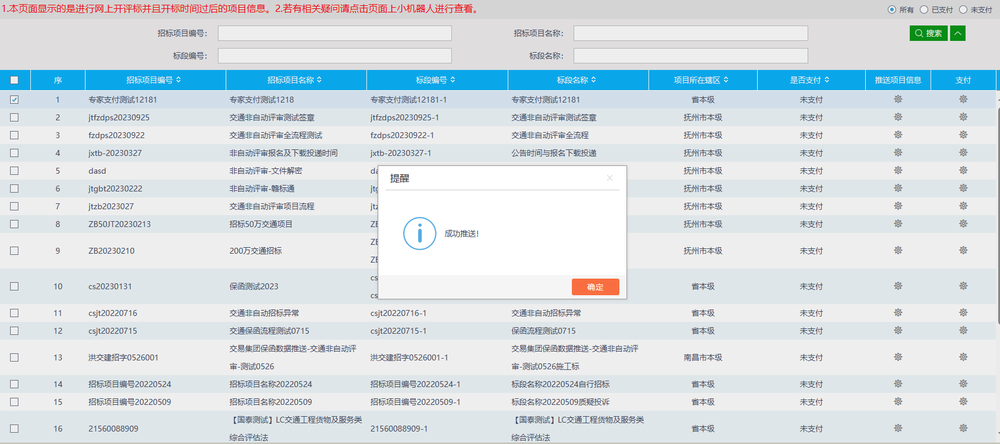 1.本页面显示的是进行网上开评标并且开标时间过后的项目信息。2.若有相关疑问请点击页面上小机器人进行查看。
所有 已支付 未支付
招标项目编号： 招标项目名称： 搜索
标段编号： 标段名称：
序 招标项目编号 招标项目名称 标段编号 标段名称 项目所在辖区 是否支付 推送项目信息 支付
1 专家支付测试12181 专家支付测试1218 专家支付测试12181-1 专家支付测试12181 省本级 未支付
2 jtfzdps20230925 交通非自动评审测试签章 jtfzdps20230925-1 交通非自动评审测试签章 抚州市本级 未支付
3 fzdps20230922 交通非自动评审全流程测试 fzdps20230922-1 交通非自动评审全流程 抚州市本级 未支付
4 jxtb-20230327 非自动评审报名及下载投递时间 jxtb-20230327-1 公告时间与报名下载投递 抚州市本级 未支付
5 dasd 非自动评审-文件解密 da 抚州市本级 未支付
6 jtgbt20230222 非自动评审-赣标通 jtg 抚州市本级 未支付
7 jtzb2023027 交通非自动评审项目流程 jtz 抚州市本级 未支付
8 ZB50JT20230213 招标50万交通项目 ZB 抚州市本级 未支付
9 ZB20230210 200万交通招标 ZB 抚州市本级 未支付
ZB
10 cs20230131 保函测试2023 cs 省本级 未支付
cs
提醒
成功推送!
确定
11 csjt20220716 交通非自动招标异常 csjt20220716-1 交通非自动招标异常 省本级 未支付
12 csjt20220715 交通保函流程测试0715 csjt20220715-1 保函流程测试0715 省本级 未支付
13 洪交建招字0526001 交易集团保函数据推送-交通非自动评 洪交建招字0526001-1 交易集团保函数据推送-交通非自动评 南昌市本级 未支付
审-测试0526 审-测试0526施工标
14 招标项目编号20220524 招标项目名称20220524 招标项目编号20220524-1 标段名称20220524自行招标 省本级 未支付
15 招标项目编号20220509 招标项目名称20220509 招标项目编号20220509-1 标段名称20220509质疑投诉 省本级 未支付
16 21560088909 【国泰测试】LC交通工程货物及服务类 21560088909-1 【国泰测试】LC交通工程货物及服务类 省本级 未支付
综合评估法 综合评估法